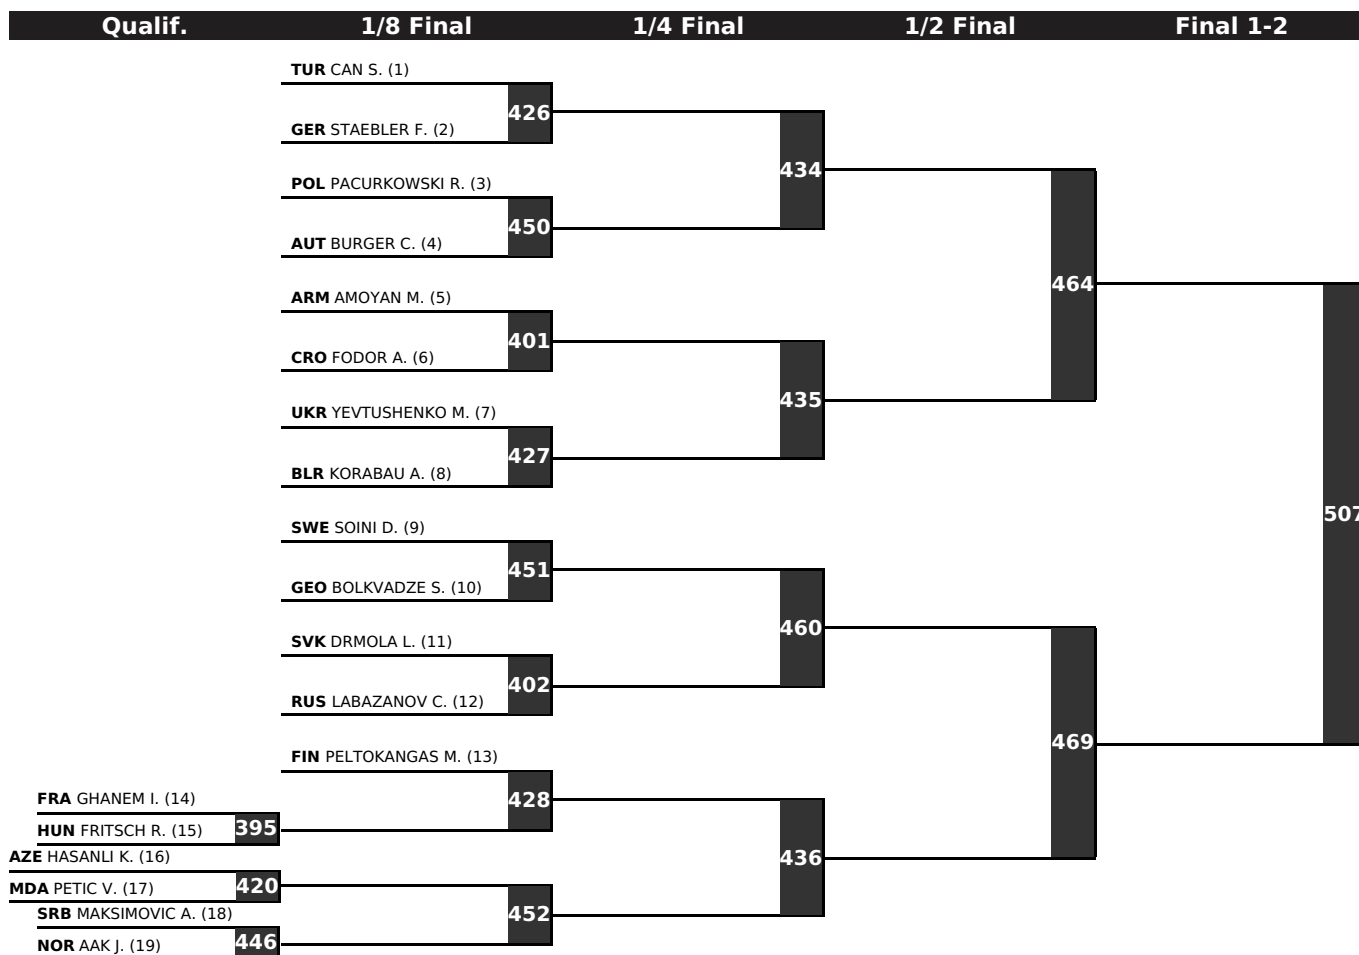 Qualif. 1/8 Final 1/4 Final 1/2 Final Final 1-2
TUR CAN S. (1)
426
GER STAEBLER F. (2)
434
POL PACURKOWSKI R. (3)
450
AUT BURGER C. (4)
464
ARM AMOYAN M. (5)
401
CRO FODOR A. (6)
435
UKR YEVTUSHENKO M. (7)
427
BLR KORABAU A. (8)
507
SWE SOINI D. (9)
451
GEO BOLKVADZE S. (10)
460
SVK DRMOLA L. (11)
402
RUS LABAZANOV C. (12)
469
FIN PELTOKANGAS M. (13)
FRA GHANEM I. (14)
428
HUN FRITSCH R. (15) 395
AZE HASANLI K. (16)
436
MDA PETIC V. (17) 420
SRB MAKSIMOVIC A. (18)
452
NOR AAK J. (19) 446